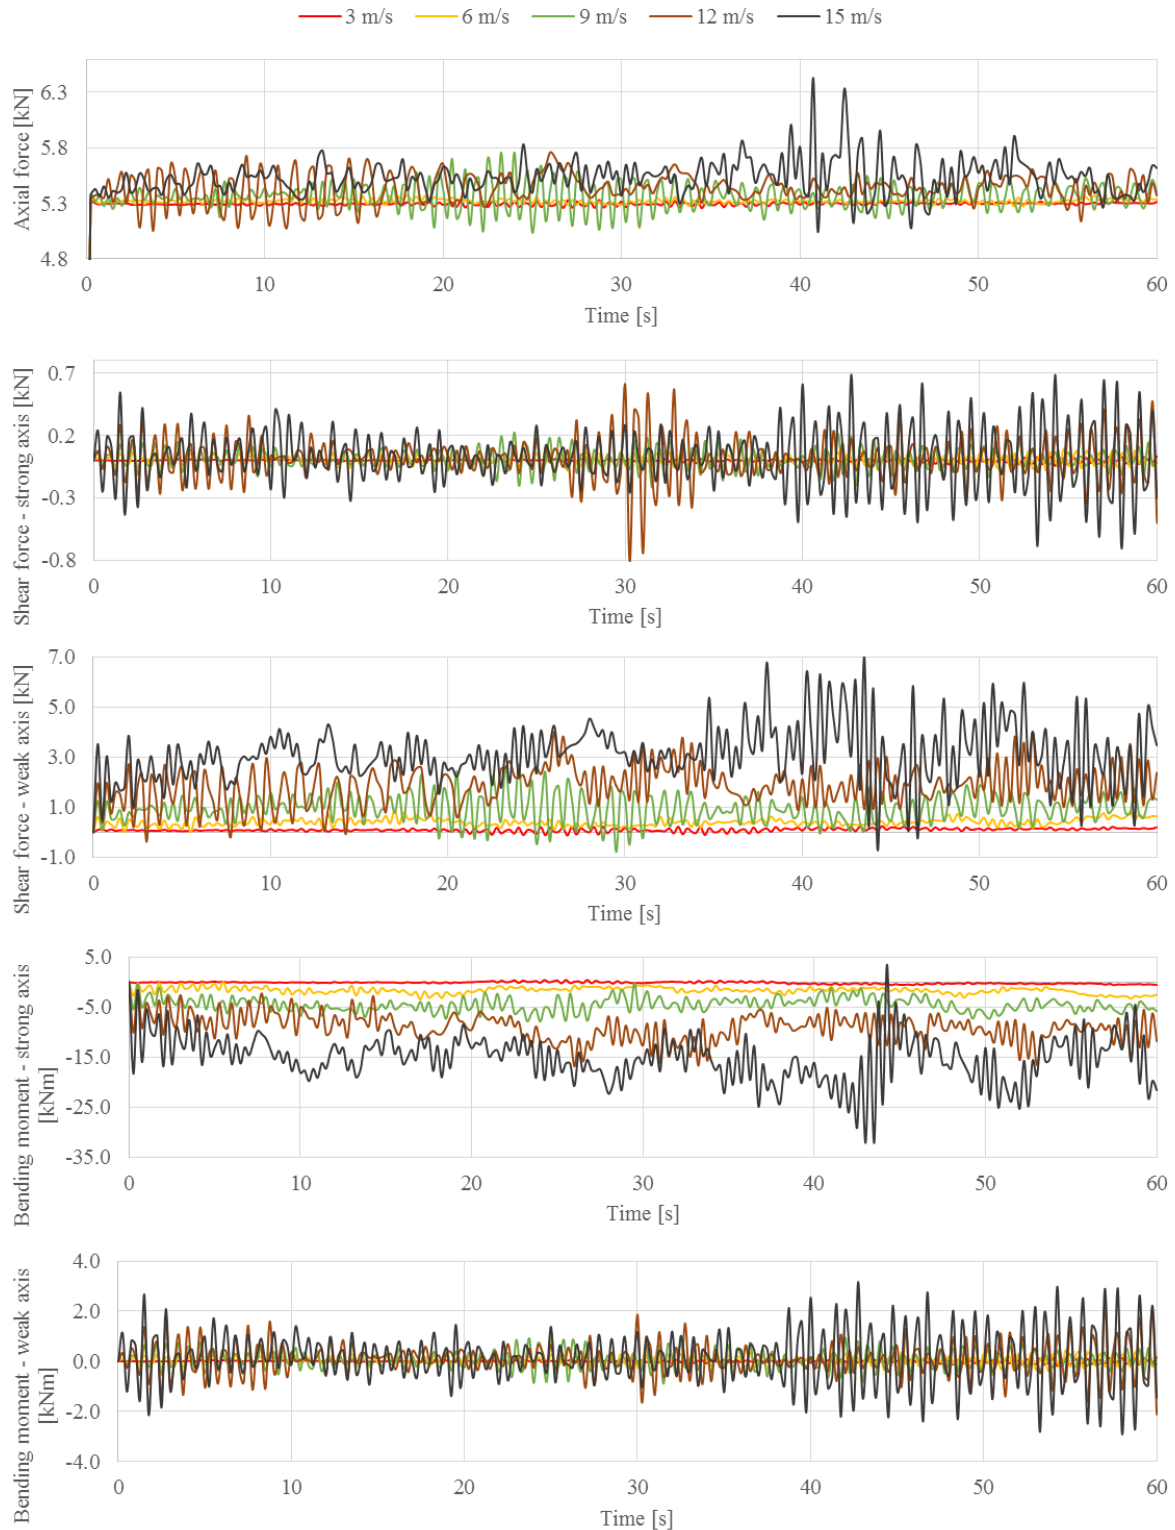 3 m/s 6 m/s 9 m/s 12 m/s 15 m/s
Axial force [kN]
6.3
5.8
5.3
4.8
0 10 20 30 40 50 60
Time [s]
Shear force - strong axis [kN]
0.7
0.2
-0.3
-0.8
0 10 20 30 40 50 60
Time [s]
Shear force - weak axis [kN]
7.0
5.0
3.0
1.0
-1.0
0 10 20 30 40 50 60
Time [s]
Bending moment - strong axis
[kNm]
5.0
-5.0
-15.0
-25.0
-35.0
0 10 20 30 40 50 60
Time [s]
Bending moment - weak axis
[kNm]
4.0
2.0
0.0
-2.0
-4.0
0 10 20 30 40 50 60
Time [s]